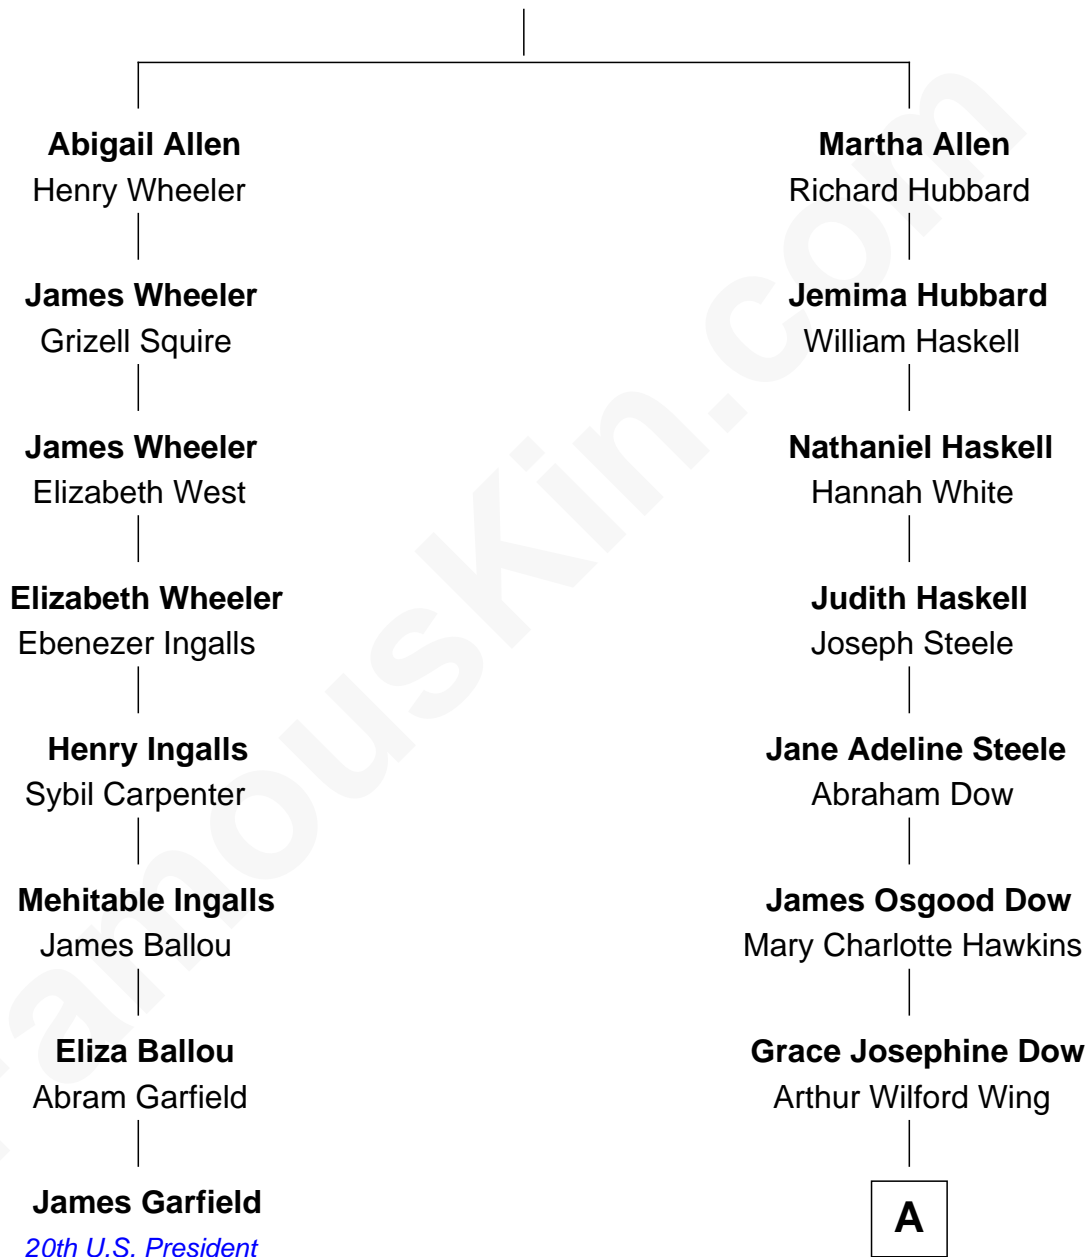 Abigail Allen
Henry Wheeler
James Wheeler
Grizell Squire
James Wheeler
Elizabeth West
Elizabeth Wheeler
Ebenezer Ingalls
Henry Ingalls
Sybil Carpenter
Mehitable Ingalls
James Ballou
Eliza Ballou
Abram Garfield
James Garfield
20th U.S. President
Martha Allen
Richard Hubbard
Jemima Hubbard
William Haskell
Nathaniel Haskell
Hannah White
Judith Haskell
Joseph Steele
Jane Adeline Steele
Abraham Dow
James Osgood Dow
Mary Charlotte Hawkins
Grace Josephine Dow
Arthur Wilford Wing
A
FamousKin.com